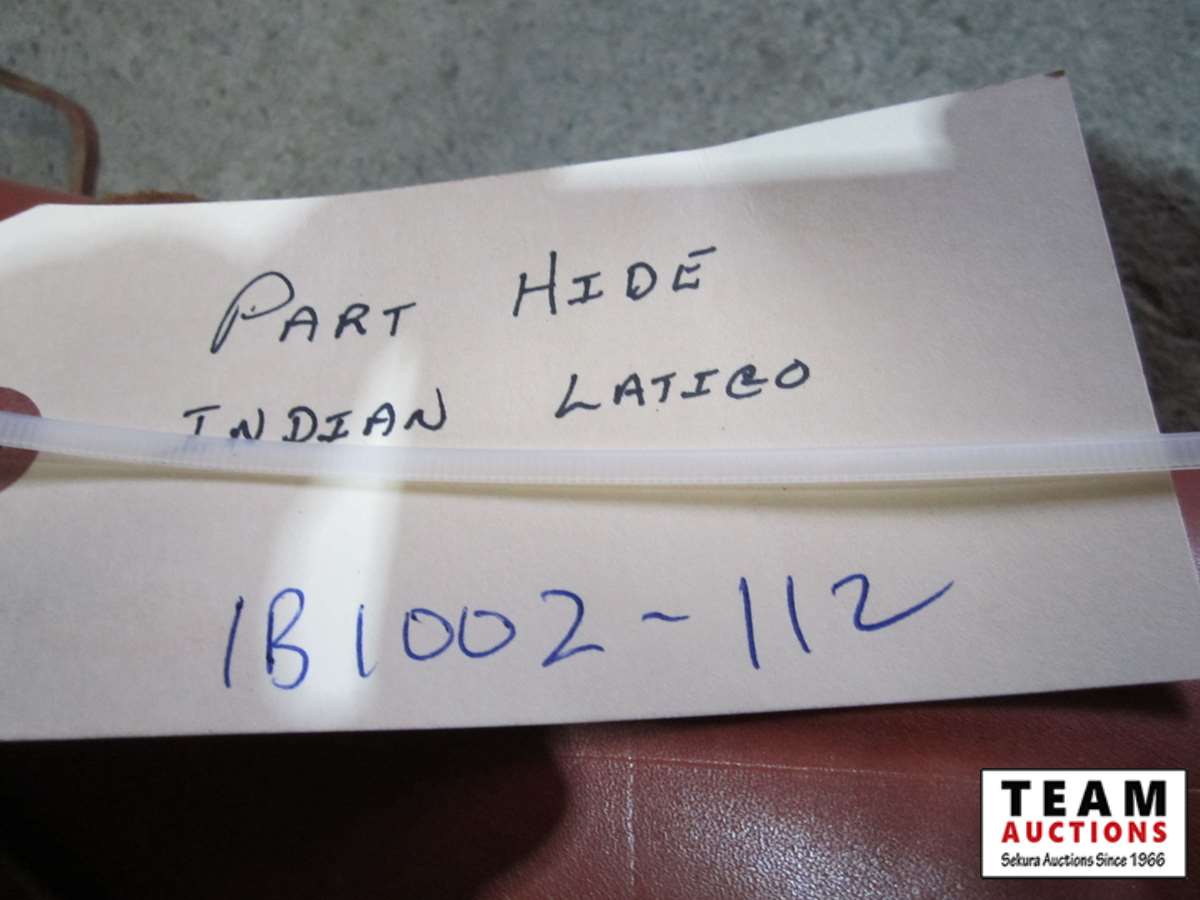 PART HIDE
INDIAN LATIGO
1B1002-112
TEAM
AUCTIONS
Sekura Auctions Since 1966